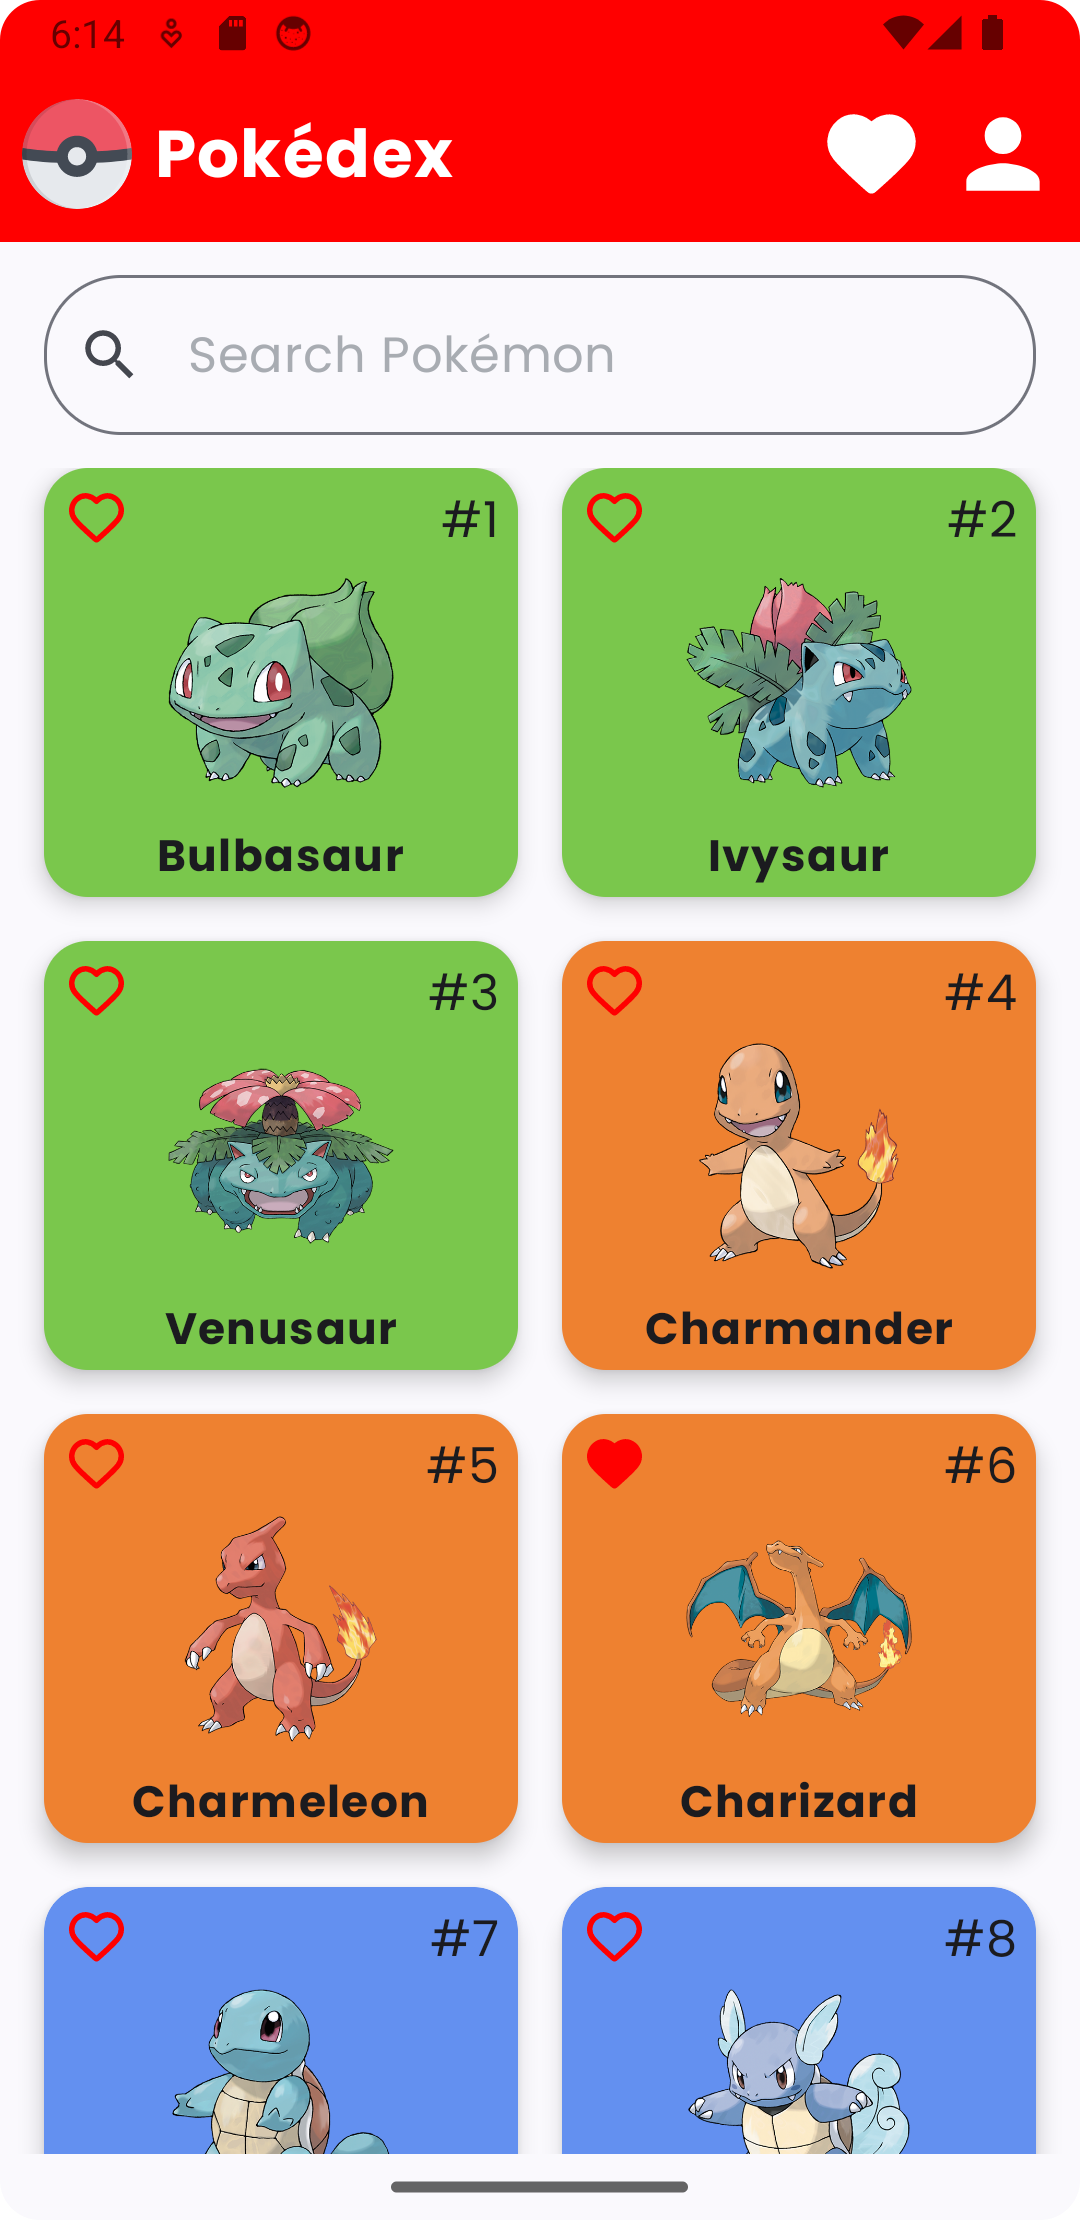 6:14
Pokédex
Search Pokémon
#1
#2
Bulbasaur
Ivysaur
#3
#4
Venusaur
Charmander
#5
#6
Charmeleon
Charizard
#7
#8